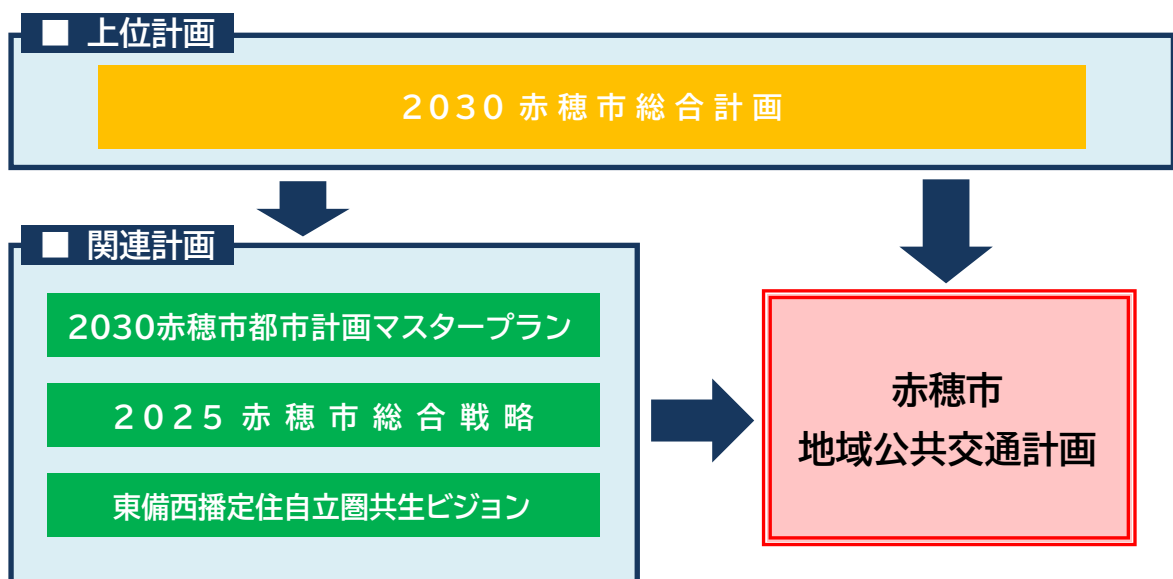 ■ 上位計画
2030 赤穂市総合計画
■ 関連計画
2030赤穂市都市計画マスタープラン
2025 赤穂市総合戦略
東備西播定住自立圏共生ビジョン
赤穂市
地域公共交通計画